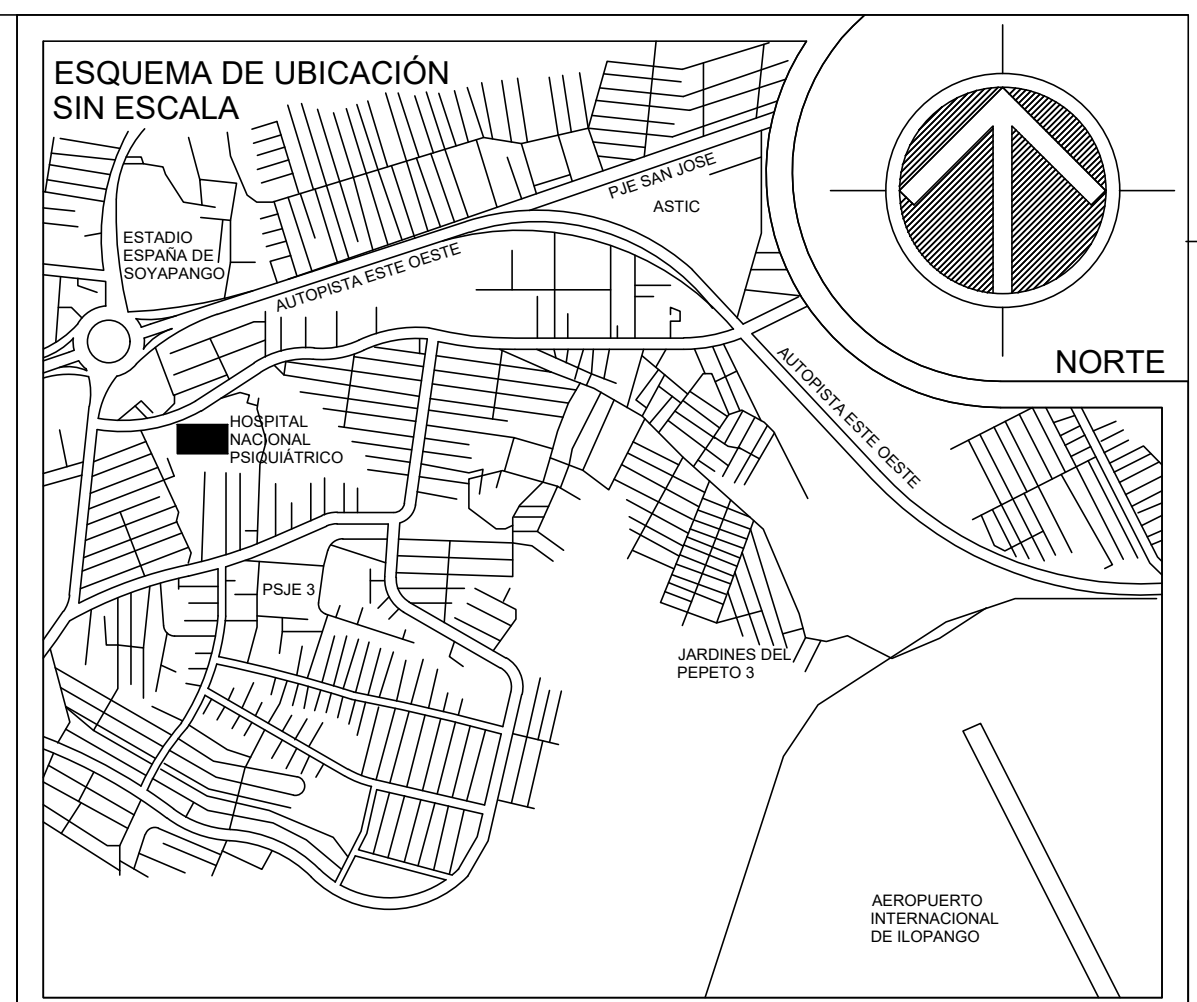 ESQUEMA DE UBICACIÓN
SIN ESCALA
NORTE
PJE SAN JOSE
ASTIC
ESTADIO
ESPAÑA DE
SOYAPANGO
AUTOPISTA ESTE OESTE
AUTOPISTA ESTE OESTE
HOSPITAL
NACIONAL
PSIQUIÁTRICO
PSJE 3
JARDINES DEL
PEPETO 3
AEROPUERTO
INTERNACIONAL
DE ILOPANGO